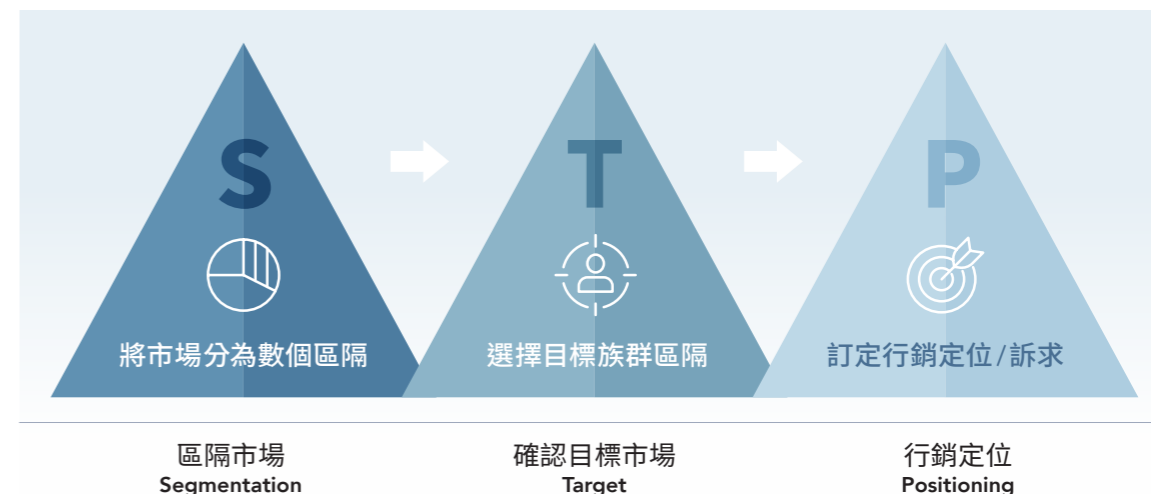 S
T
P
將市場分為數個區隔
選擇目標族群區隔
訂定行銷定位/訴求
區隔市場
Segmentation
確認目標市場
Target
行銷定位
Positioning